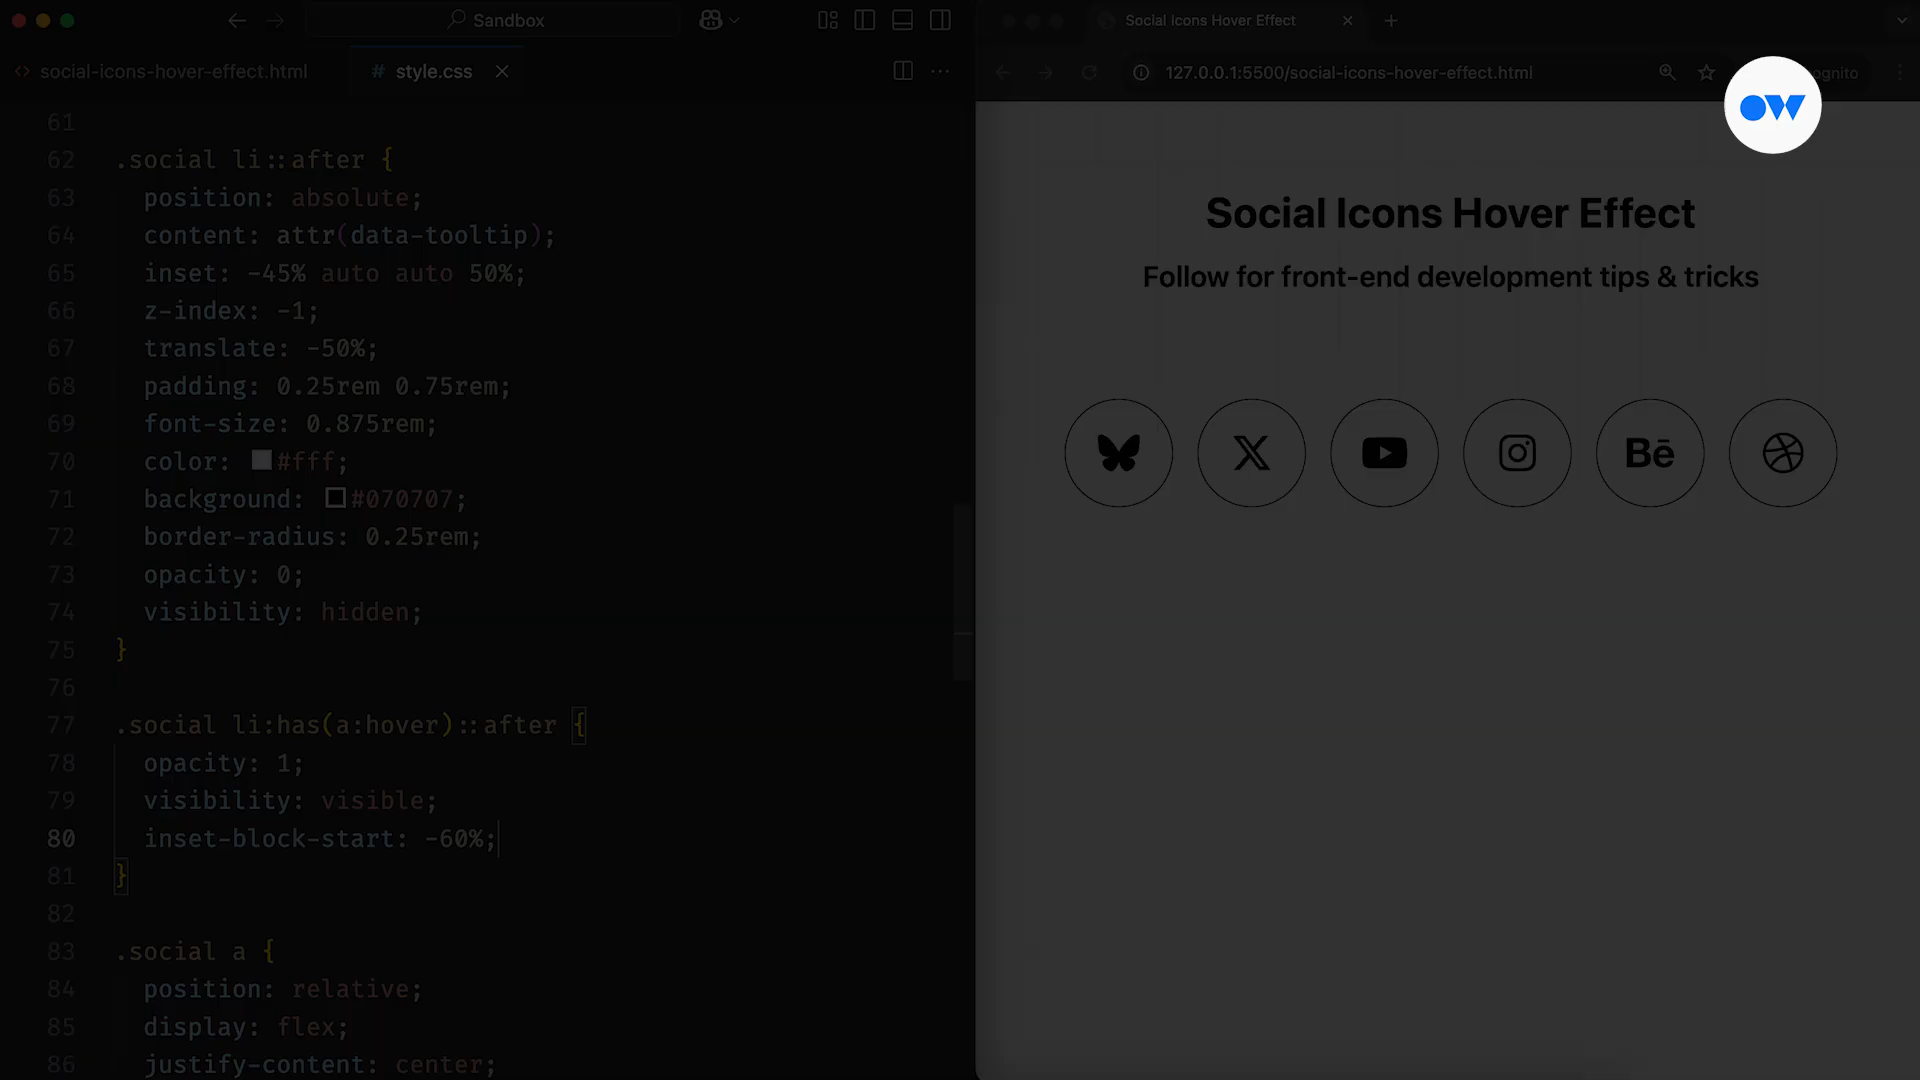 Sandbox
social-icons-hover-effect.html
# style.css
61
62 .social li::after {
63 position: absolute;
64 content: attr(data-tooltip);
65 inset: -45% auto auto 50%;
66 z-index: -1;
67 translate: -50%;
68 padding: 0.25rem 0.75rem;
69 font-size: 0.875rem;
70 color: #fff;
71 background: #070707;
72 border-radius: 0.25rem;
73 opacity: 0;
74 visibility: hidden;
75 }
76
77 .social li:has(a:hover)::after {
78 opacity: 1;
79 visibility: visible;
80 inset-block-start: -60%;
81 }
82
83 .social a {
84 position: relative;
85 display: flex;
86 justify-content: center;
Social Icons Hover Effect
127.0.0.1:5500/social-icons-hover-effect.html
OW
Social Icons Hover Effect
Follow for front-end development tips & tricks
X
Bē